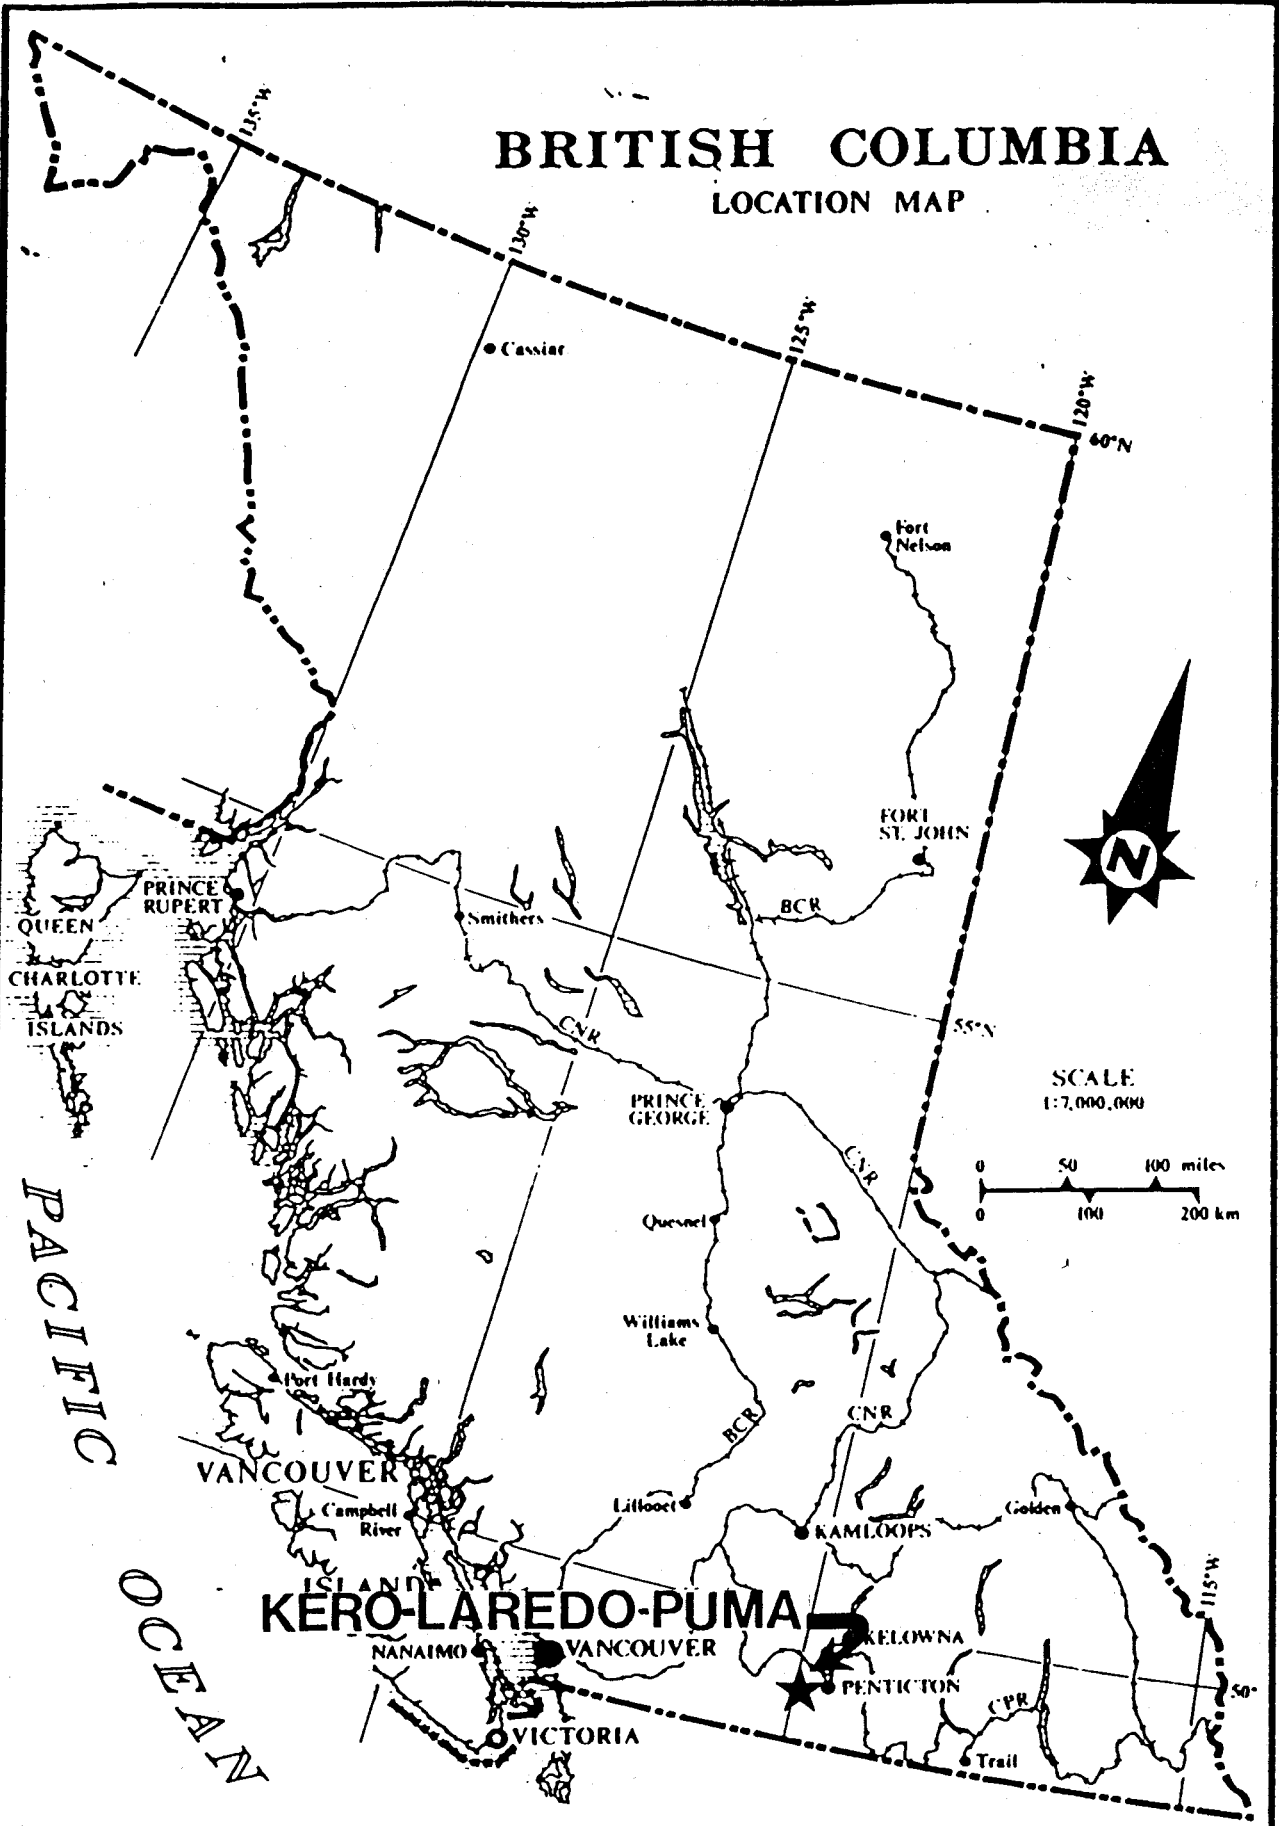 BRITISH COLUMBIA
LOCATION MAP
135°W
130°W
125°W
120°W
60°N
Cassiar
Fort
Nelson
FORT
ST. JOHN
N
BCR
PRINCE
RUPERT
Smithers
QUEEN
CHARLOTTE
ISLANDS
CNR
55°N
SCALE
1:7,000,000
0 50 100 miles
0 100 200 km
PRINCE
GEORGE
CNR
Quesnel
Williams
Lake
PACIFIC
OCEAN
Port Hardy
BCR
CNR
VANCOUVER
Campbell
River
ISLAND
Lillooet
KAMLOOPS
Golden
115°W
KERO-LAREDO-PUMA
KELOWNA
NANAIMO
VANCOUVER
PENTICTON
50°
CPR
VICTORIA
Trail